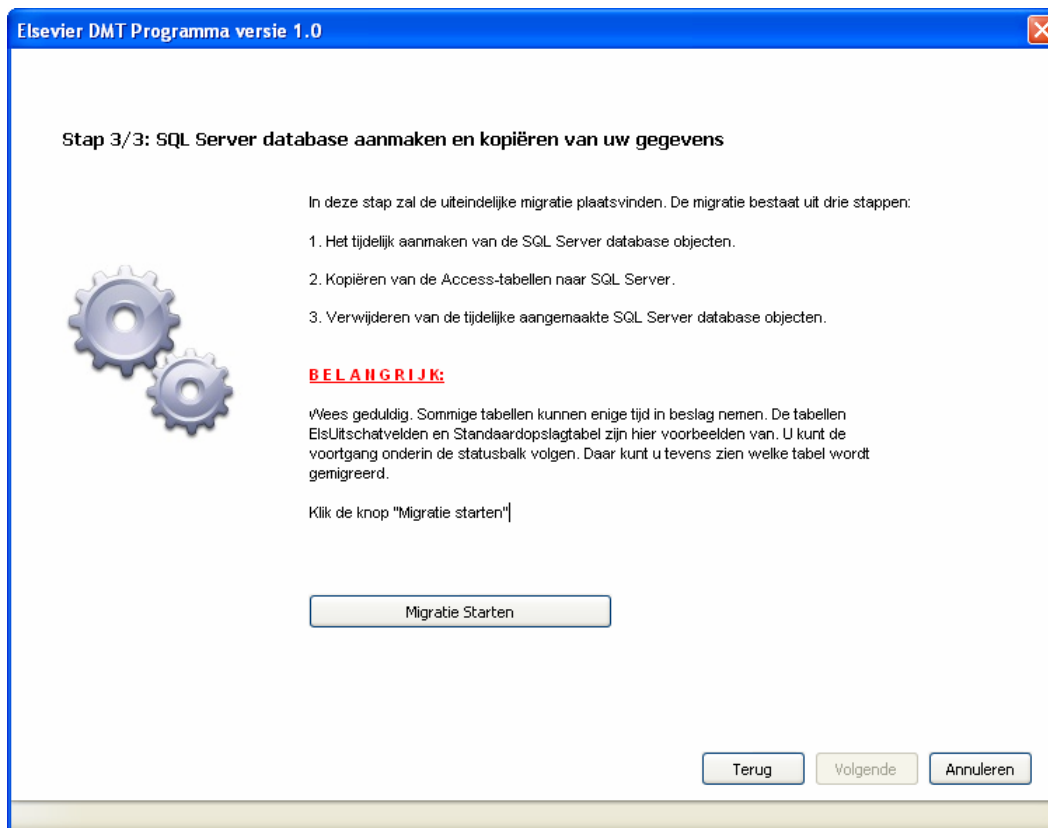 Elsevier DMT Programma versie 1.0
Stap 3/3: SQL Server database aanmaken en kopiëren van uw gegevens
In deze stap zal de uiteindelijke migratie plaatsvinden. De migratie bestaat uit drie stappen:
1. Het tijdelijk aanmaken van de SQL Server database objecten.
2. Kopiëren van de Access-tabellen naar SQL Server.
3. Verwijderen van de tijdelijke aangemaakte SQL Server database objecten.
B E L A N G R I J K:
Wees geduldig. Sommige tabellen kunnen enige tijd in beslag nemen. De tabellen
ElsUitschatvelden en Standaardopslagtabel zijn hier voorbeelden van. U kunt de
voortgang onderin de statusbalk volgen. Daar kunt u tevens zien welke tabel wordt
gemigreerd.
Klik de knop "Migratie starten"
Migratie Starten
Terug
Volgende
Annuleren